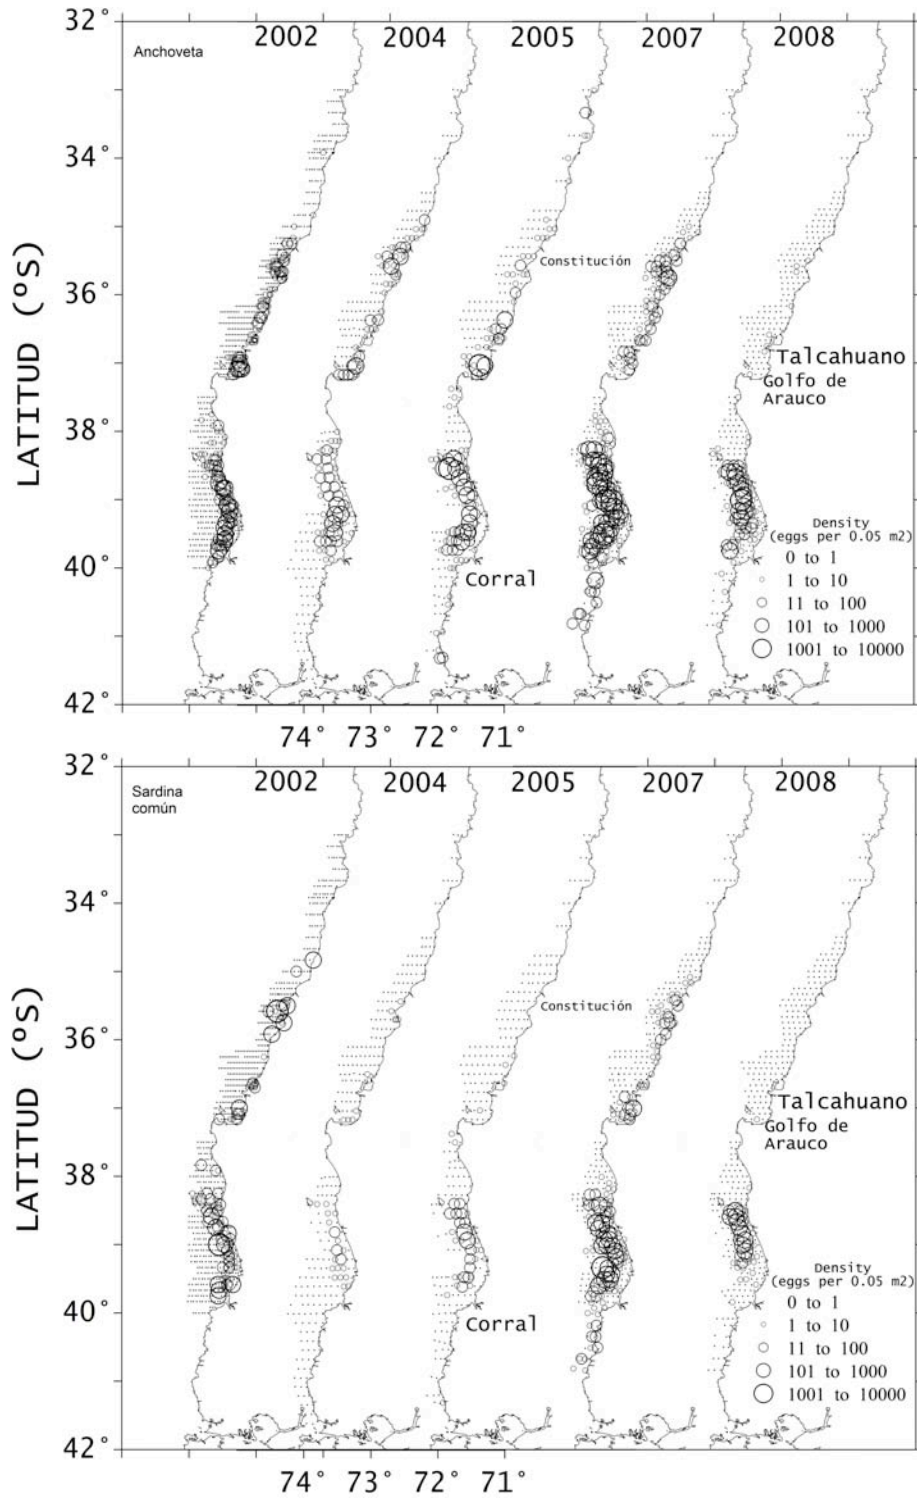 32°
2002 2004 2005 2007 2008
Anchoveta
34°
Constitución
36°
Talcahuano
Golfo de
Arauco
LATITUD (ºS)
38°
Density
(eggs per 0.05 m2)
0 to 1
1 to 10
11 to 100
101 to 1000
1001 to 10000
40°
Corral
42°
74° 73° 72° 71°
32°
2002 2004 2005 2007 2008
Sardina
común
34°
Constitución
36°
Talcahuano
Golfo de
Arauco
LATITUD (ºS)
38°
Density
(eggs per 0.05 m2)
0 to 1
1 to 10
11 to 100
101 to 1000
1001 to 10000
40°
Corral
42°
74° 73° 72° 71°